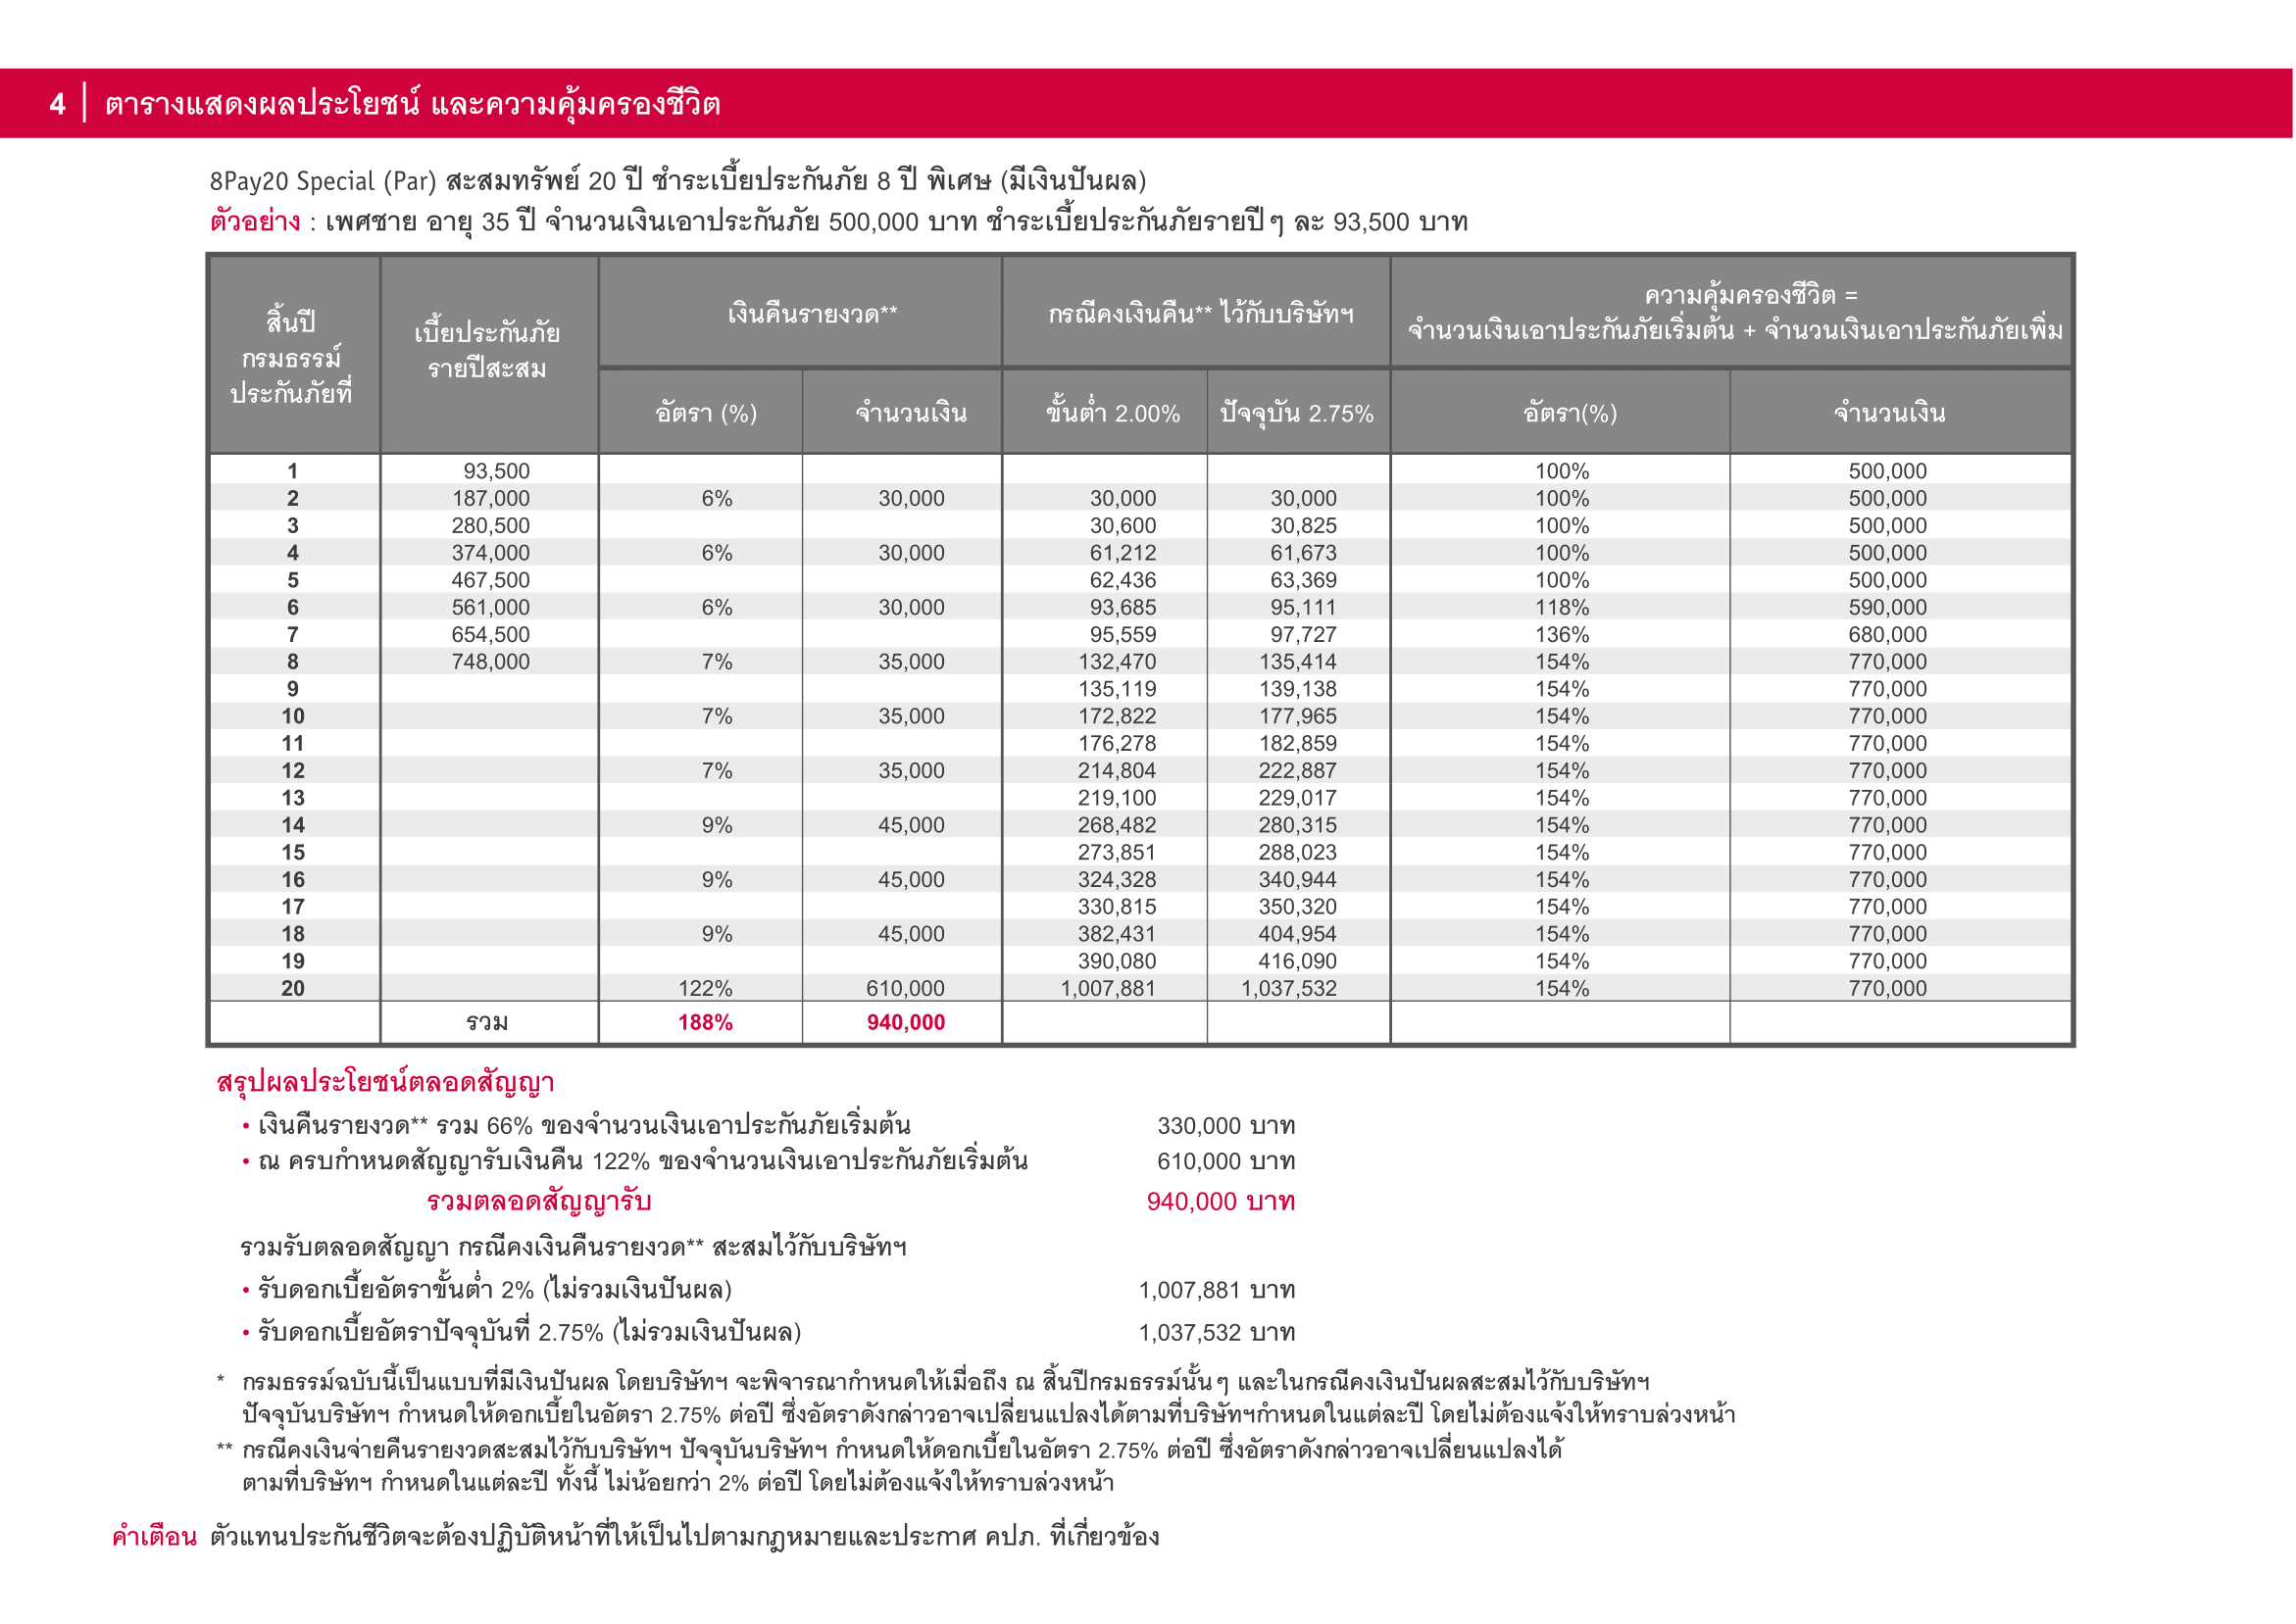 4 ตารางแสดงผลประโยชน์ และความคุ้มครองชีวิต
8Pay20 Special (Par) สะสมทรัพย์ 20 ปี ชำระเบี้ยประกันภัย 8 ปี พิเศษ (มีเงินปันผล)
ตัวอย่าง : เพศชาย อายุ 35 ปี จำนวนเงินเอาประกันภัย 500,000 บาท ชำระเบี้ยประกันภัยรายปีๆ ละ 93,500 บาท
สิ้นปี
กรมธรรม์
ประกันภัยที่
เบี้ยประกันภัย
รายปีสะสม
เงินคืนรายงวด**
กรณีคงเงินคืน** ไว้กับบริษัทฯ
ความคุ้มครองชีวิต =
จำนวนเงินเอาประกันภัยเริ่มต้น + จำนวนเงินเอาประกันภัยเพิ่ม
อัตรา (%) จำนวนเงิน ขั้นต่ำ 2.00% ปัจจุบัน 2.75% อัตรา(%) จำนวนเงิน
1 93,500 100% 500,000
2 187,000 6% 30,000 30,000 30,000 100% 500,000
3 280,500 30,600 30,825 100% 500,000
4 374,000 6% 30,000 61,212 61,673 100% 500,000
5 467,500 62,436 63,369 100% 500,000
6 561,000 6% 30,000 93,685 95,111 118% 590,000
7 654,500 95,559 97,727 136% 680,000
8 748,000 7% 35,000 132,470 135,414 154% 770,000
9 135,119 139,138 154% 770,000
10 7% 35,000 172,822 177,965 154% 770,000
11 176,278 182,859 154% 770,000
12 7% 35,000 214,804 222,887 154% 770,000
13 219,100 229,017 154% 770,000
14 9% 45,000 268,482 280,315 154% 770,000
15 273,851 288,023 154% 770,000
16 9% 45,000 324,328 340,944 154% 770,000
17 330,815 350,320 154% 770,000
18 9% 45,000 382,431 404,954 154% 770,000
19 390,080 416,090 154% 770,000
20 122% 610,000 1,007,881 1,037,532 154% 770,000
รวม 188% 940,000
สรุปผลประโยชน์ตลอดสัญญา
• เงินคืนรายงวด** รวม 66% ของจำนวนเงินเอาประกันภัยเริ่มต้น 330,000 บาท
• ณ ครบกำหนดสัญญารับเงินคืน 122% ของจำนวนเงินเอาประกันภัยเริ่มต้น 610,000 บาท
รวมตลอดสัญญารับ 940,000 บาท
รวมรับตลอดสัญญา กรณีคงเงินคืนรายงวด** สะสมไว้กับบริษัทฯ
• รับดอกเบี้ยอัตราขั้นต่ำ 2% (ไม่รวมเงินปันผล) 1,007,881 บาท
• รับดอกเบี้ยอัตราปัจจุบันที่ 2.75% (ไม่รวมเงินปันผล) 1,037,532 บาท
* กรมธรรม์ฉบับนี้เป็นแบบที่มีเงินปันผล โดยบริษัทฯ จะพิจารณากำหนดให้เมื่อถึง ณ สิ้นปีกรมธรรม์นั้นๆ และในกรณีคงเงินปันผลสะสมไว้กับบริษัทฯ
ปัจจุบันบริษัทฯ กำหนดให้ดอกเบี้ยในอัตรา 2.75% ต่อปี ซึ่งอัตราดังกล่าวอาจเปลี่ยนแปลงได้ตามที่บริษัทฯกำหนดในแต่ละปี โดยไม่ต้องแจ้งให้ทราบล่วงหน้า
** กรณีคงเงินจ่ายคืนรายงวดสะสมไว้กับบริษัทฯ ปัจจุบันบริษัทฯ กำหนดให้ดอกเบี้ยในอัตรา 2.75% ต่อปี ซึ่งอัตราดังกล่าวอาจเปลี่ยนแปลงได้
ตามที่บริษัทฯ กำหนดในแต่ละปี ทั้งนี้ ไม่น้อยกว่า 2% ต่อปี โดยไม่ต้องแจ้งให้ทราบล่วงหน้า
คำเตือน ตัวแทนประกันชีวิตจะต้องปฏิบัติหน้าที่ให้เป็นไปตามกฎหมายและประกาศ คปภ. ที่เกี่ยวข้อง